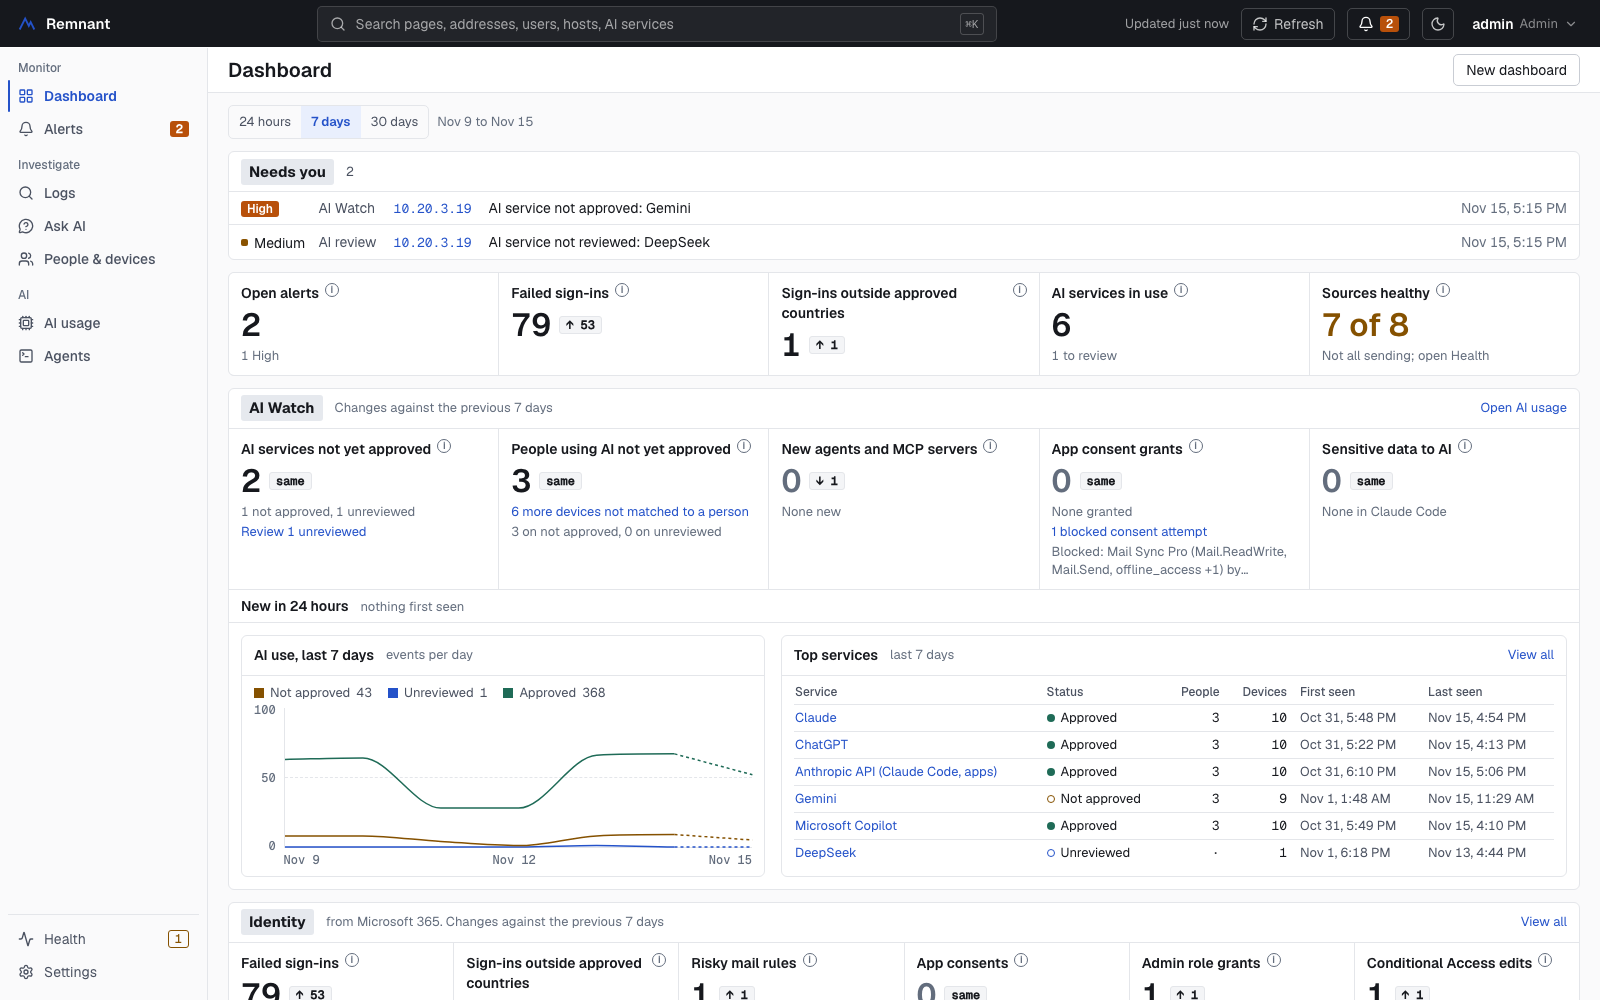 Remnant
Search pages, addresses, users, hosts, AI services
⌘K
Updated just now
Refresh
2
admin Admin
Monitor
Dashboard
Alerts 2
Investigate
Logs
Ask AI
People & devices
AI
AI usage
Agents
Health 1
Settings
Dashboard
New dashboard
24 hours 7 days 30 days Nov 9 to Nov 15
Needs you 2
High AI Watch 10.20.3.19 AI service not approved: Gemini Nov 15, 5:15 PM
Medium AI review 10.20.3.19 AI service not reviewed: DeepSeek Nov 15, 5:15 PM
Open alerts
2
1 High
Failed sign-ins
79 ↑ 53
Sign-ins outside approved
countries
1 ↑ 1
AI services in use
6
1 to review
Sources healthy
7 of 8
Not all sending; open Health
AI Watch Changes against the previous 7 days Open AI usage
AI services not yet approved
2 same
1 not approved, 1 unreviewed
Review 1 unreviewed
People using AI not yet approved
3 same
6 more devices not matched to a person
3 on not approved, 0 on unreviewed
New agents and MCP servers
0 ↓ 1
None new
App consent grants
0 same
None granted
1 blocked consent attempt
Blocked: Mail Sync Pro (Mail.ReadWrite,
Mail.Send, offline_access +1) by…
Sensitive data to AI
0 same
None in Claude Code
New in 24 hours nothing first seen
AI use, last 7 days events per day
Not approved 43 Unreviewed 1 Approved 368
100
50
0
Nov 9 Nov 12 Nov 15
Top services last 7 days View all
Service Status People Devices First seen Last seen
Claude Approved 3 10 Oct 31, 5:48 PM Nov 15, 4:54 PM
ChatGPT Approved 3 10 Oct 31, 5:22 PM Nov 15, 4:13 PM
Anthropic API (Claude Code, apps) Approved 3 10 Oct 31, 6:10 PM Nov 15, 5:06 PM
Gemini Not approved 3 9 Nov 1, 1:48 AM Nov 15, 11:29 AM
Microsoft Copilot Approved 3 10 Oct 31, 5:49 PM Nov 15, 4:10 PM
DeepSeek Unreviewed · 1 Nov 1, 6:18 PM Nov 13, 4:44 PM
Identity from Microsoft 365. Changes against the previous 7 days View all
Failed sign-ins
79 ↑ 53
Sign-ins outside approved
countries
Risky mail rules
1 ↑ 1
App consents
0 same
Admin role grants
1 ↑ 1
Conditional Access edits
1 ↑ 1